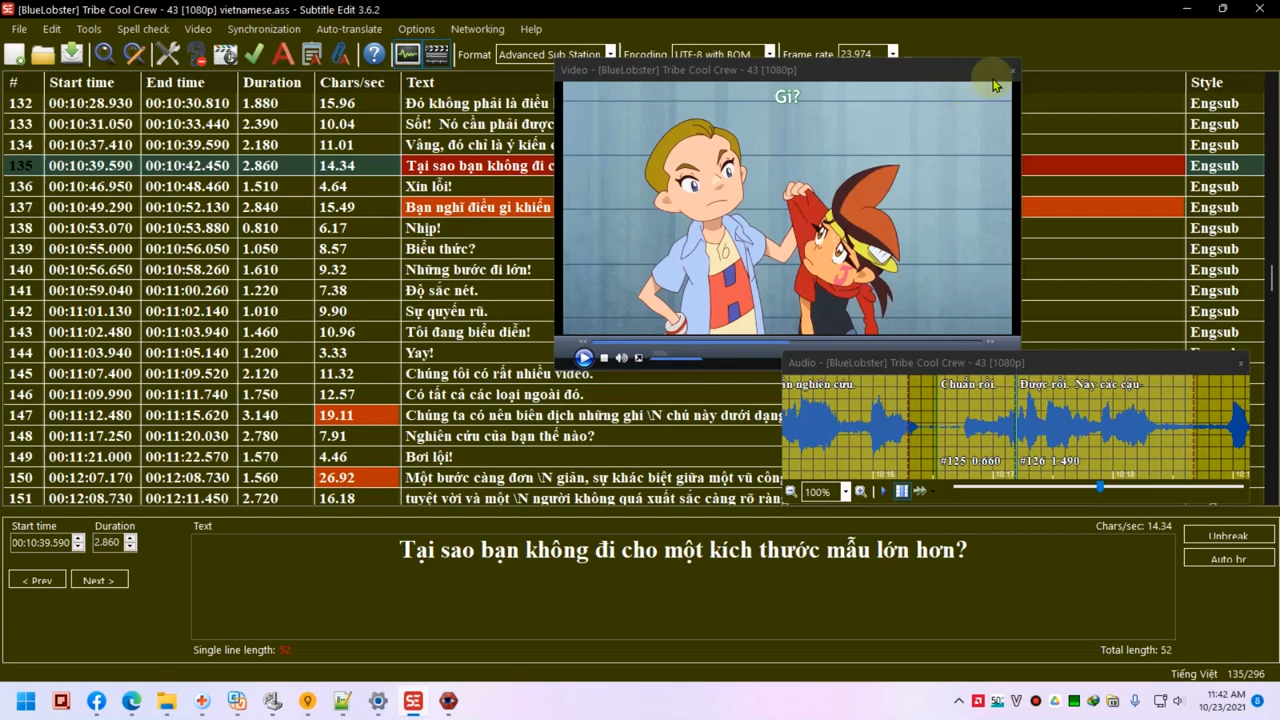 [BlueLobster] Tribe Cool Crew - 43 [1080p] vietnamese.ass - Subtitle Edit 3.6.2
File Edit Tools Spell check Video Synchronization Auto-translate Options Networking Help
Format Advanced Sub Station Encoding UTF-8 with BOM Frame rate 23.974
# Start time End time Duration Chars/sec Text Style
132 00:10:28.930 00:10:30.810 1.880 15.96 Đó không phải là điều Engsub
133 00:10:31.050 00:10:33.440 2.390 10.04 Sốt! Nó cần phải được Engsub
134 00:10:37.410 00:10:39.590 2.180 11.01 Vâng, đó chỉ là ý kiến Engsub
135 00:10:39.590 00:10:42.450 2.860 14.34 Tại sao bạn không đi c Engsub
136 00:10:46.950 00:10:48.460 1.510 4.64 Xin lỗi! Engsub
137 00:10:49.290 00:10:52.130 2.840 15.49 Bạn nghĩ điều gì khiến Engsub
138 00:10:53.070 00:10:53.880 0.810 6.17 Nhịp! Engsub
139 00:10:55.000 00:10:56.050 1.050 8.57 Biểu thức? Engsub
140 00:10:56.650 00:10:58.260 1.610 9.32 Những bước đi lớn! Engsub
141 00:10:59.040 00:11:00.260 1.220 7.38 Độ sắc nét. Engsub
142 00:11:01.130 00:11:02.140 1.010 9.90 Sự quyến rũ. Engsub
143 00:11:02.480 00:11:03.940 1.460 10.96 Tôi đang biểu diễn! Engsub
144 00:11:03.940 00:11:05.140 1.200 3.33 Yay! Engsub
145 00:11:07.400 00:11:09.520 2.120 11.32 Chúng tôi có rất nhiều video. Engsub
146 00:11:09.990 00:11:11.740 1.750 12.57 Có tất cả các loại ngoài đó. Engsub
147 00:11:12.480 00:11:15.620 3.140 19.11 Chúng ta có nên biên dịch những ghi \N chú này dưới dạng Engsub
148 00:11:17.250 00:11:20.030 2.780 7.91 Nghiên cứu của bạn thế nào? Engsub
149 00:11:21.000 00:11:22.570 1.570 4.46 Bơi lội! Engsub
150 00:12:07.170 00:12:08.730 1.560 26.92 Một bước càng đơn \N giản, sự khác biệt giữa một vũ công Engsub
151 00:12:08.730 00:12:11.450 2.720 16.18 tuyệt vời và một \N người không quá xuất sắc càng rõ ràng Engsub
Video - [BlueLobster] Tribe Cool Crew - 43 [1080p] x
Gì?
100%
Audio - [BlueLobster] Tribe Cool Crew - 43 [1080p] x
n nghiên cứu. Chuẩn rồi. Được rồi. Này các cậu-
#125 0.660 #126 1.490
10:16 10:17 10:18
100%
Start time Duration Text Chars/sec: 14.34
00:10:39.590 2.860
Tại sao bạn không đi cho một kích thước mẫu lớn hơn?
Unbreak
Auto br
< Prev Next >
Single line length: 52 Total length: 52
Tiếng Việt 135/296
11:42 AM
10/23/2021